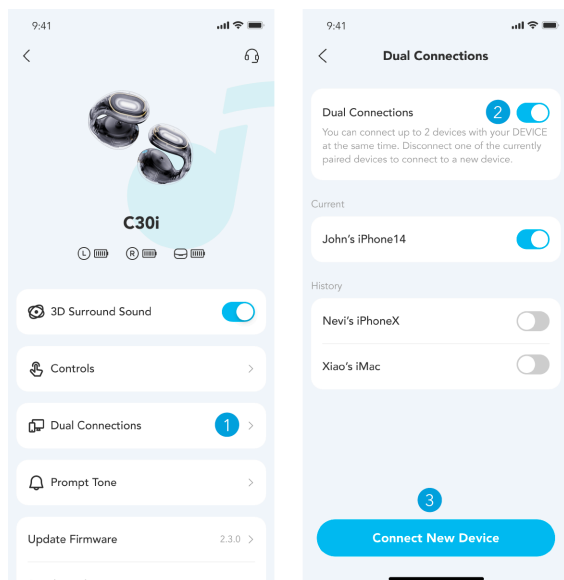 9:41
C30i
L
R
3D Surround Sound
Controls
Dual Connections
1
Prompt Tone
Update Firmware
2.3.0
9:41
Dual Connections
Dual Connections
2
You can connect up to 2 devices with your DEVICE
at the same time. Disconnect one of the currently
paired devices to connect to a new device.
Current
John's iPhone14
History
Nevi's iPhoneX
Xiao's iMac
3
Connect New Device